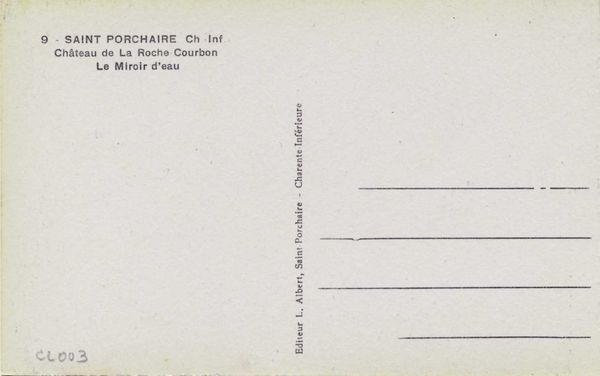 9 - SAINT PORCHAIRE Ch Inf
Château de La Roche Courbon
Le Miroir d'eau
Editeur L. Albert, Saint Porchaire - Charente-Inférieure
CL003